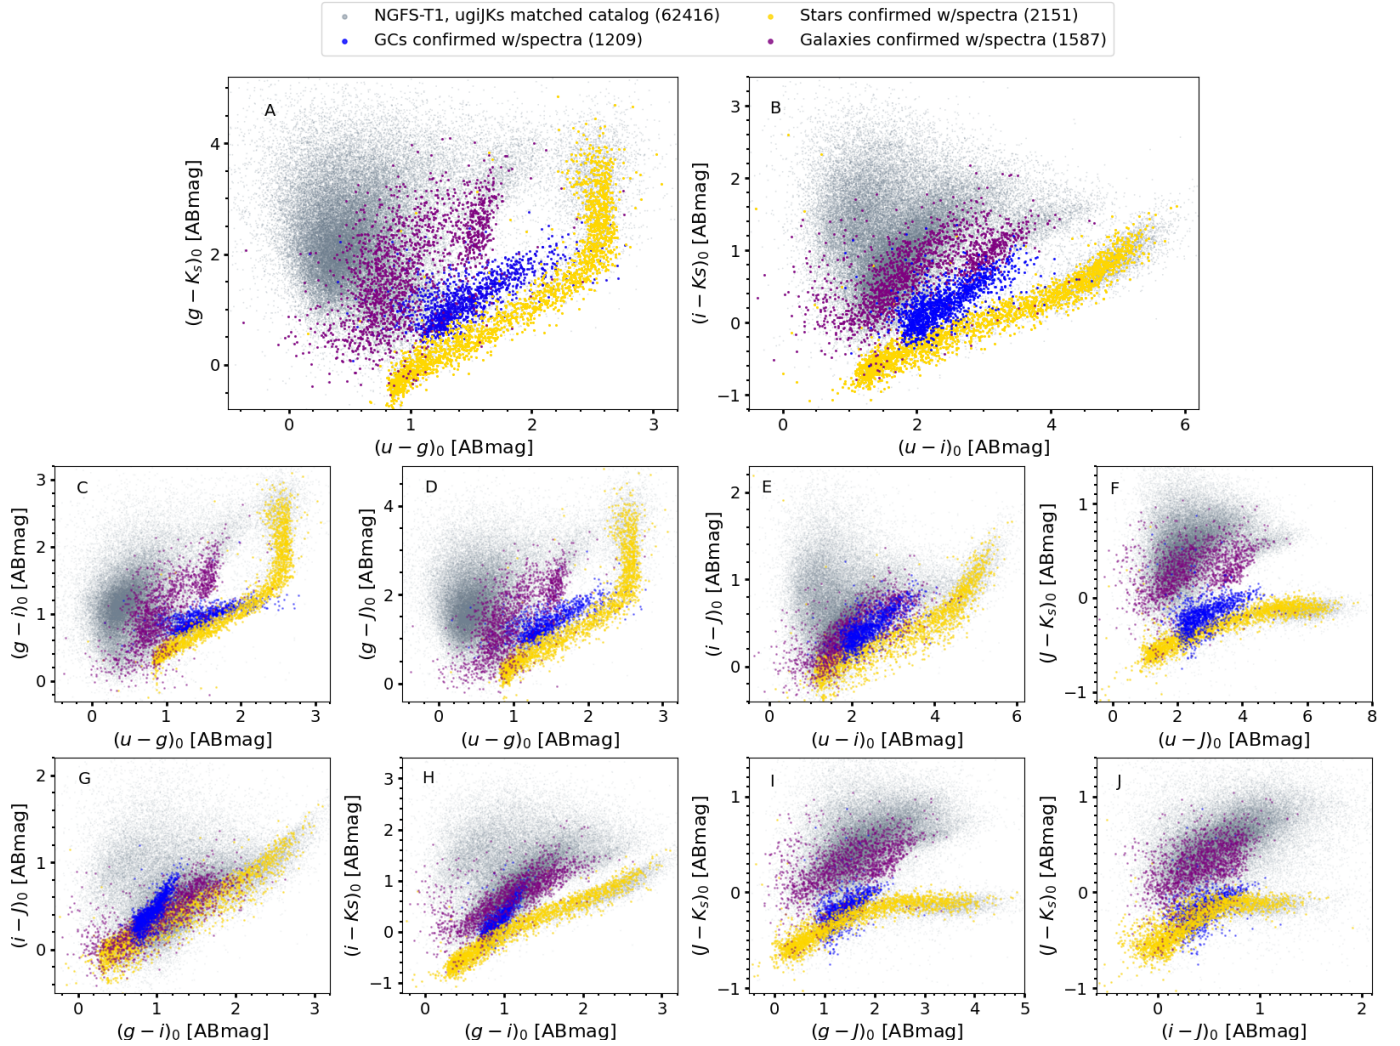 NGFS-T1, ugiJKs matched catalog (62416)
GCs confirmed w/spectra (1209)
Stars confirmed w/spectra (2151)
Galaxies confirmed w/spectra (1587)
A
(g − Ks)0 [ABmag]
4
2
0
0 1 2 3
(u − g)0 [ABmag]
B
(i − Ks)0 [ABmag]
3
2
1
0
−1
0 2 4 6
(u − i)0 [ABmag]
C
(g − i)0 [ABmag]
3
2
1
0
0 1 2 3
(u − g)0 [ABmag]
D
(g − J)0 [ABmag]
4
2
0
0 1 2 3
(u − g)0 [ABmag]
E
(i − J)0 [ABmag]
2
1
0
0 2 4 6
(u − i)0 [ABmag]
F
(J − Ks)0 [ABmag]
1
0
−1
0 2 4 6 8
(u − J)0 [ABmag]
G
(i − J)0 [ABmag]
2
1
0
0 1 2 3
(g − i)0 [ABmag]
H
(i − Ks)0 [ABmag]
3
2
1
0
−1
0 1 2 3
(g − i)0 [ABmag]
I
(J − Ks)0 [ABmag]
1
0
−1
0 1 2 3 4 5
(g − J)0 [ABmag]
J
(J − Ks)0 [ABmag]
1
0
−1
0 1 2
(i − J)0 [ABmag]